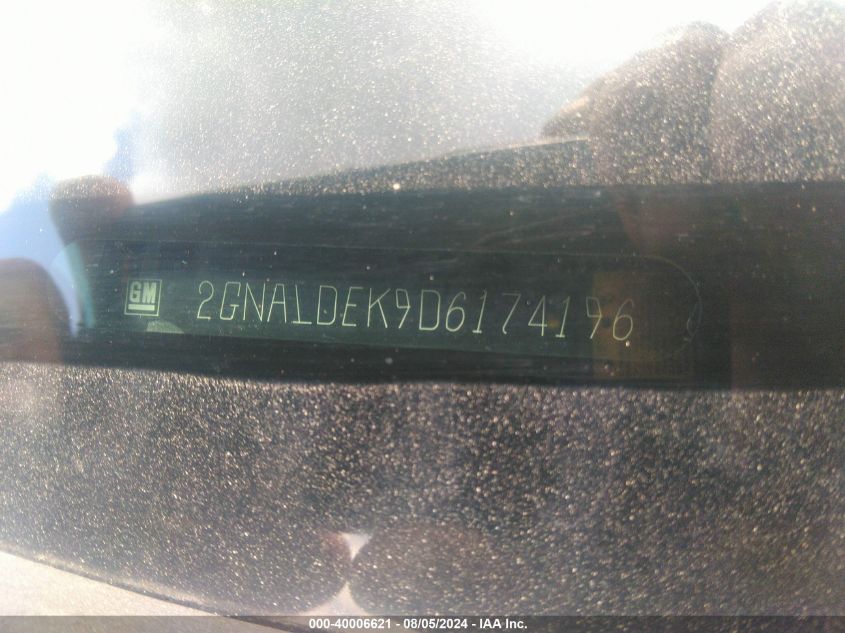 GM 2GNALDEK9D6174196
000-40006621 - 08/05/2024 - IAA Inc.